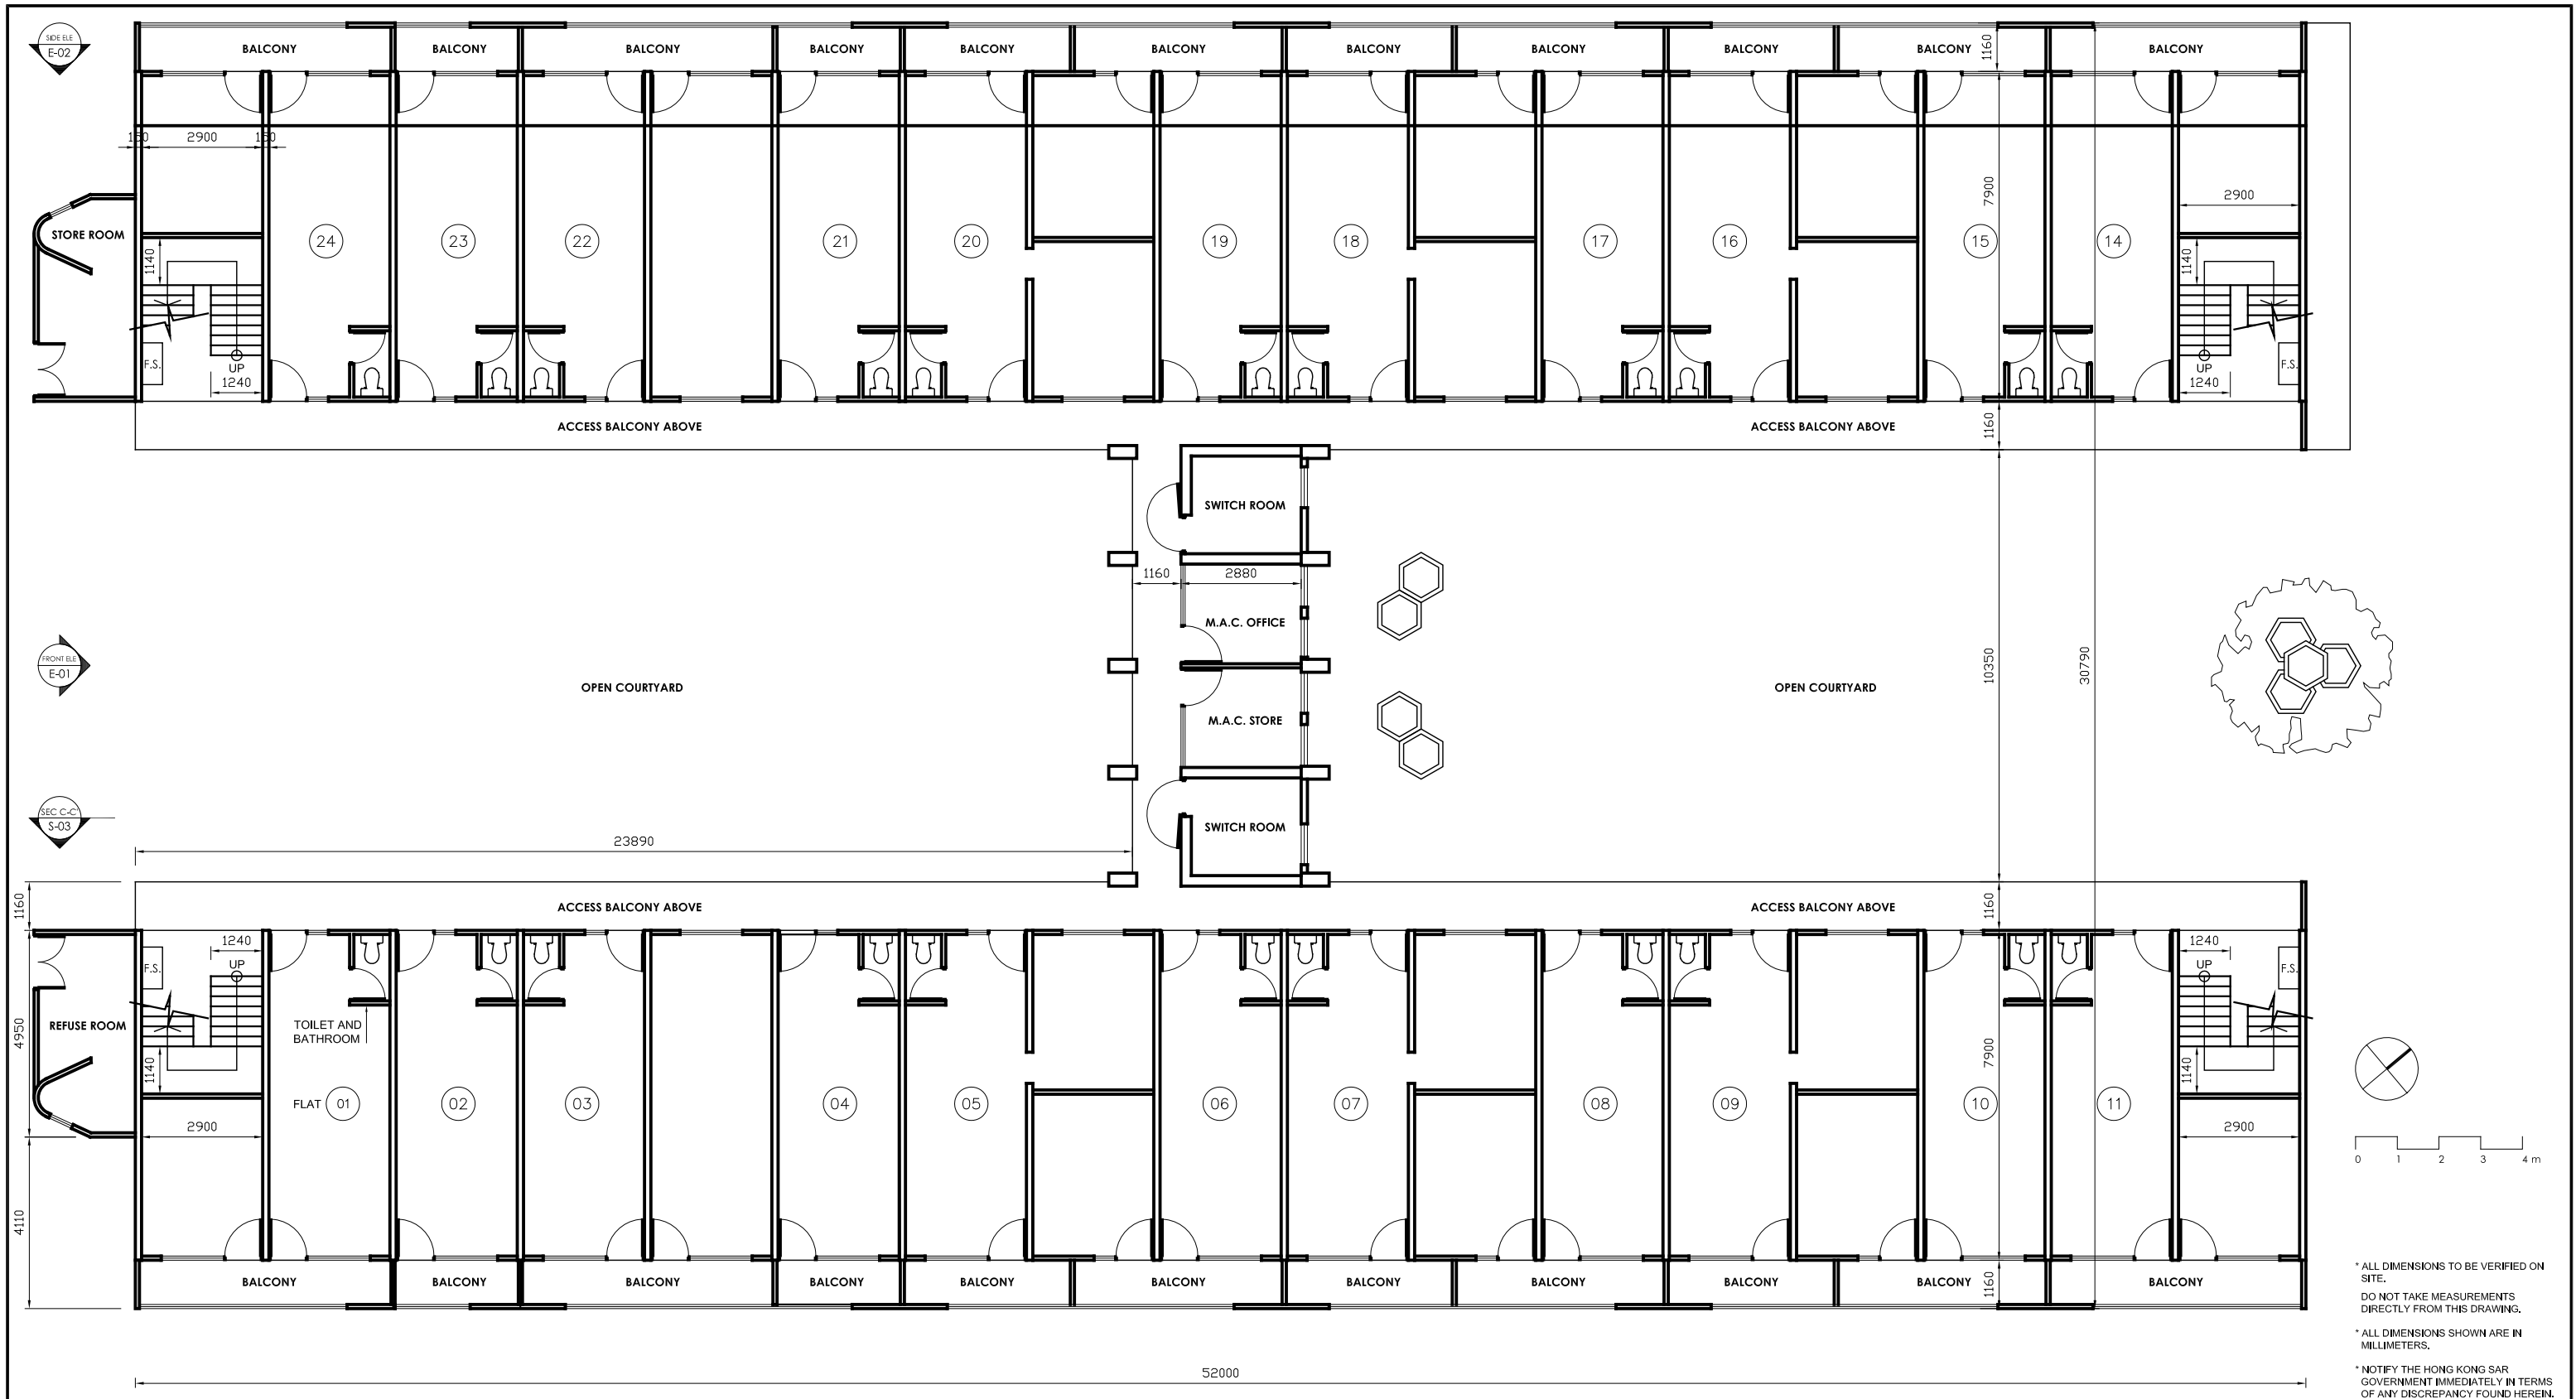 SIDE ELE
E-02
BALCONY
BALCONY
BALCONY
BALCONY
BALCONY
BALCONY
BALCONY
BALCONY
BALCONY
BALCONY
BALCONY
1160
150
2900
150
7900
2900
STORE ROOM
24
23
22
21
20
19
18
17
16
15
14
1140
1140
F.S.
UP
1240
UP
1240
F.S.
ACCESS BALCONY ABOVE
ACCESS BALCONY ABOVE
1160
SWITCH ROOM
1160
2880
M.A.C. OFFICE
FRONT ELE
E-01
OPEN COURTYARD
10350
30790
OPEN COURTYARD
M.A.C. STORE
SEC C-C'
S-03
SWITCH ROOM
23890
1160
ACCESS BALCONY ABOVE
ACCESS BALCONY ABOVE
1160
1240
UP
F.S.
1240
UP
F.S.
4950
REFUSE ROOM
TOILET AND
BATHROOM
1140
7900
1140
FLAT 01
02
03
04
05
06
07
08
09
10
11
2900
2900
0 1 2 3 4 m
4110
BALCONY
BALCONY
BALCONY
BALCONY
BALCONY
BALCONY
BALCONY
BALCONY
BALCONY
BALCONY
BALCONY
1160
52000
* ALL DIMENSIONS TO BE VERIFIED ON
SITE.
DO NOT TAKE MEASUREMENTS
DIRECTLY FROM THIS DRAWING.
* ALL DIMENSIONS SHOWN ARE IN
MILLIMETERS.
* NOTIFY THE HONG KONG SAR
GOVERNMENT IMMEDIATELY IN TERMS
OF ANY DISCREPANCY FOUND HEREIN.